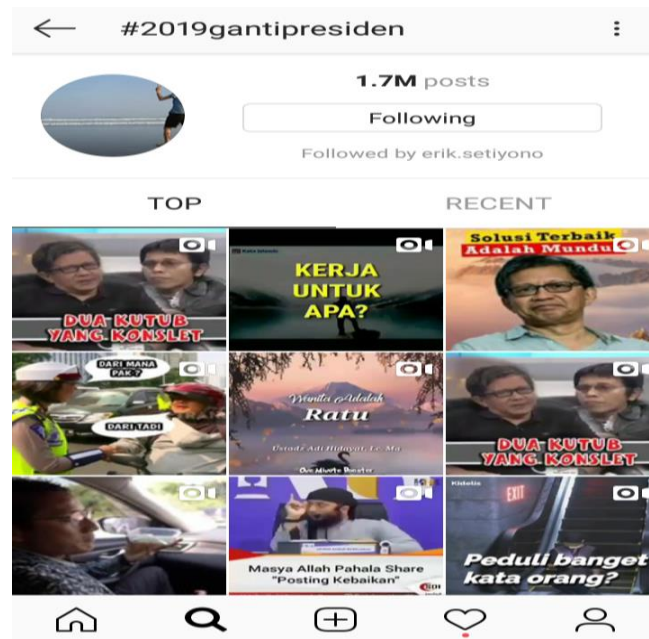 #2019gantipresiden
1.7M posts
Following
Followed by erik.setiyono
TOP
RECENT
DUA KUTUB
YANG KONSLET
KERJA
UNTUK
APA?
Solusi Terbaik
Adalah Mundur
DARI MANA
PAK ?
DARI TADI
Wanita Adalah
Ratu
Ustadz Adi Hidayat, Lc, Ma
DUA KUTUB
YANG KONSLET
Masya Allah Pahala Share
"Posting Kebaikan"
EXIT
Peduli banget
kata orang?